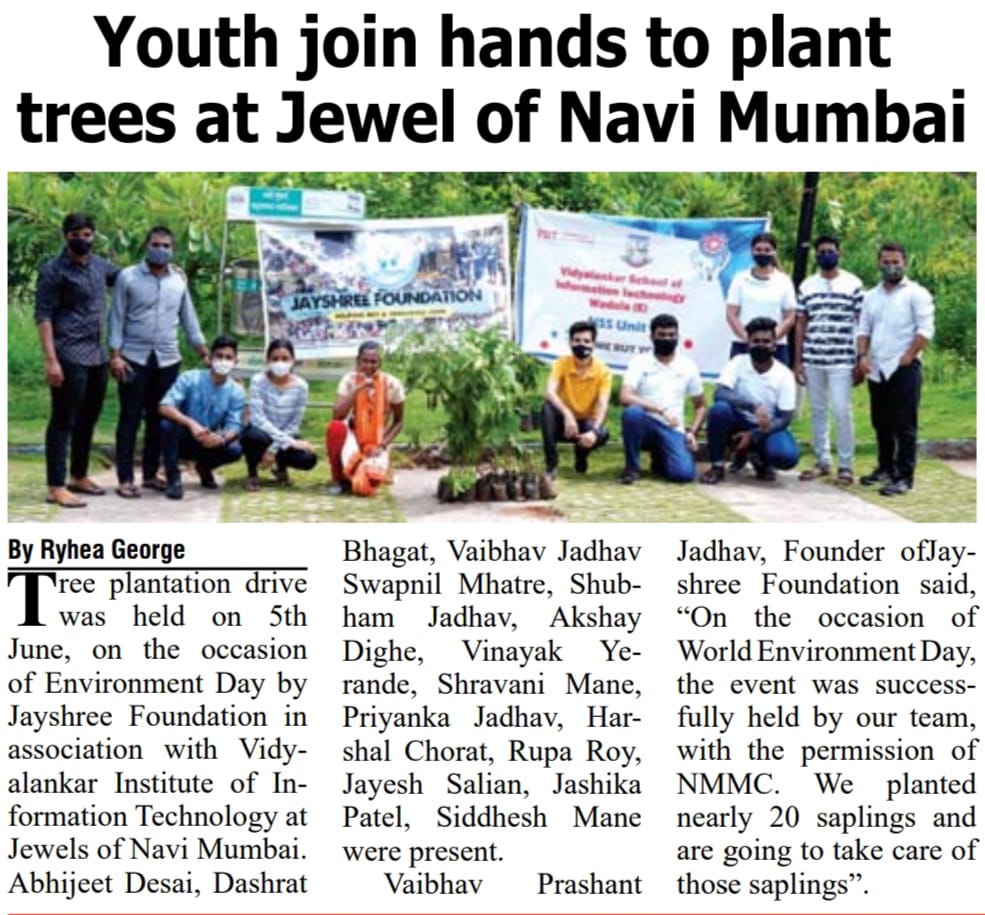 Youth join hands to plant
trees at Jewel of Navi Mumbai
JAYSHREE FOUNDATION
Vidyalankar School of
Information Technology
Wadala (E)
NSS Unit
By Ryhea George
Tree plantation drive
was held on 5th
June, on the occasion
of Environment Day by
Jayshree Foundation in
association with Vidy-
alankar Institute of In-
formation Technology at
Jewels of Navi Mumbai.
Abhijeet Desai, Dashrat
Bhagat, Vaibhav Jadhav
Swapnil Mhatre, Shub-
ham Jadhav, Akshay
Dighe, Vinayak Ye-
rande, Shravani Mane,
Priyanka Jadhav, Har-
shal Chorat, Rupa Roy,
Jayesh Salian, Jashika
Patel, Siddhesh Mane
were present.
Vaibhav Prashant
Jadhav, Founder ofJay-
shree Foundation said,
“On the occasion of
World Environment Day,
the event was success-
fully held by our team,
with the permission of
NMMC. We planted
nearly 20 saplings and
are going to take care of
those saplings”.